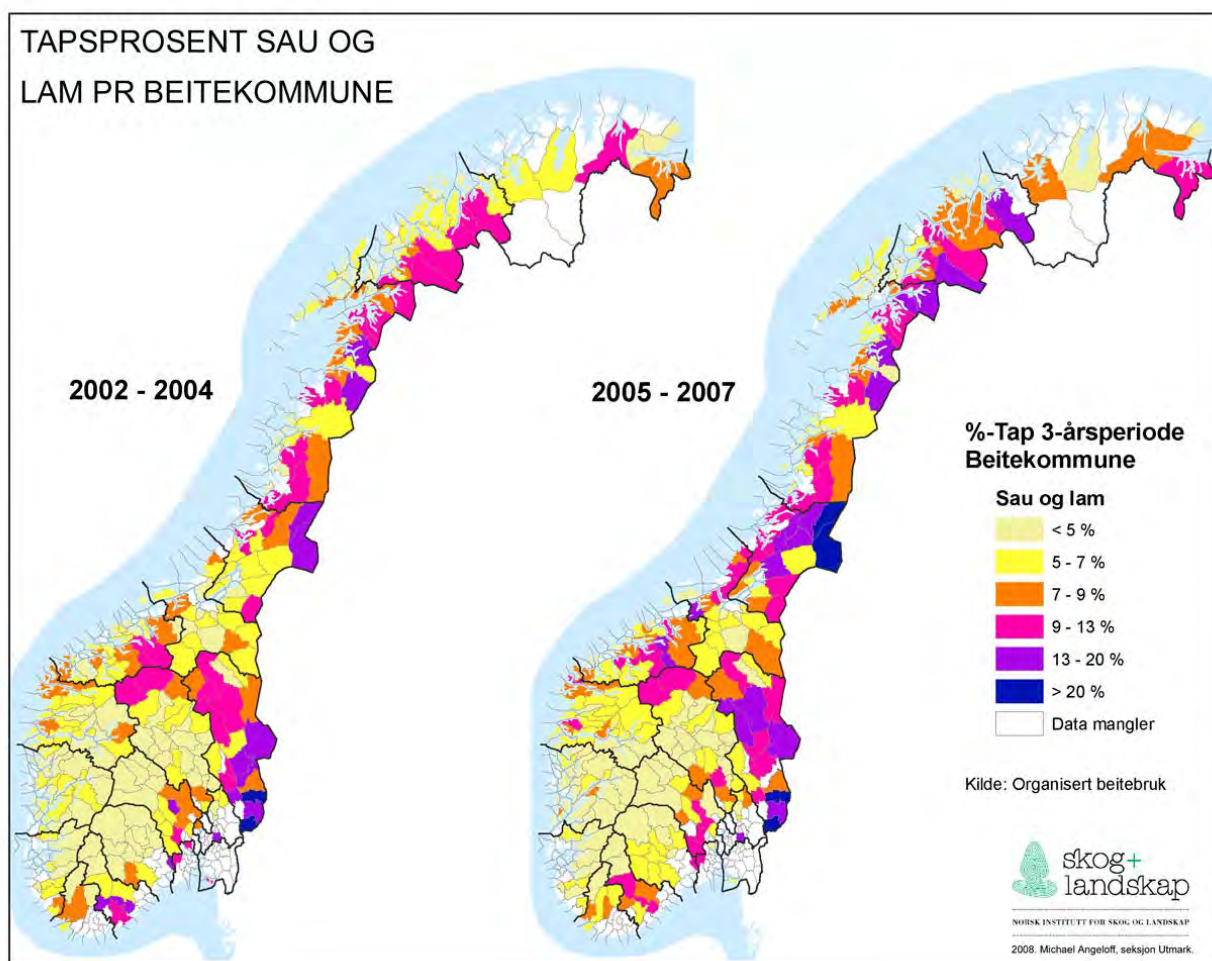 TAPSPROSENT SAU OG
LAM PR BEITEKOMMUNE
2002 - 2004
2005 - 2007
%-Tap 3-årsperiode
Beitekommune
Sau og lam
< 5 %
5 - 7 %
7 - 9 %
9 - 13 %
13 - 20 %
> 20 %
Data mangler
Kilde: Organisert beitebruk
skog+
landskap
NORSK INSTITUTT FOR SKOG OG LANDSKAP
2008. Michael Angeloff, seksjon Utmark.